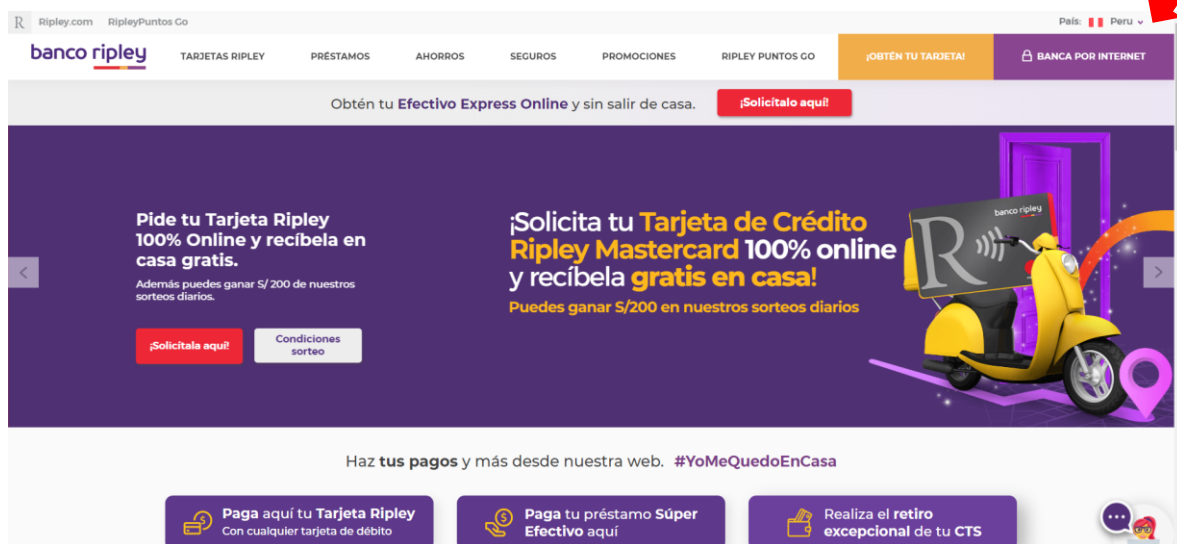 R Ripley.com RipleyPuntos Go País: Peru
banco ripley TARJETAS RIPLEY PRÉSTAMOS AHORROS SEGUROS PROMOCIONES RIPLEY PUNTOS GO ¡OBTÉN TU TARJETA! BANCA POR INTERNET
Obtén tu Efectivo Express Online y sin salir de casa. ¡Solicítalo aquí!
Pide tu Tarjeta Ripley
100% Online y recíbela en
casa gratis.
Además puedes ganar S/200 de nuestros
sorteos diarios.
¡Solicítala aquí!
Condiciones
sorteo
¡Solicita tu Tarjeta de Crédito
Ripley Mastercard 100% online
y recíbela gratis en casa!
Puedes ganar S/200 en nuestros sorteos diarios
banco ripley
R
Haz tus pagos y más desde nuestra web. #YoMeQuedoEnCasa
Paga aquí tu Tarjeta Ripley
Con cualquier tarjeta de débito
Paga tu préstamo Súper
Efectivo aquí
Realiza el retiro
excepcional de tu CTS